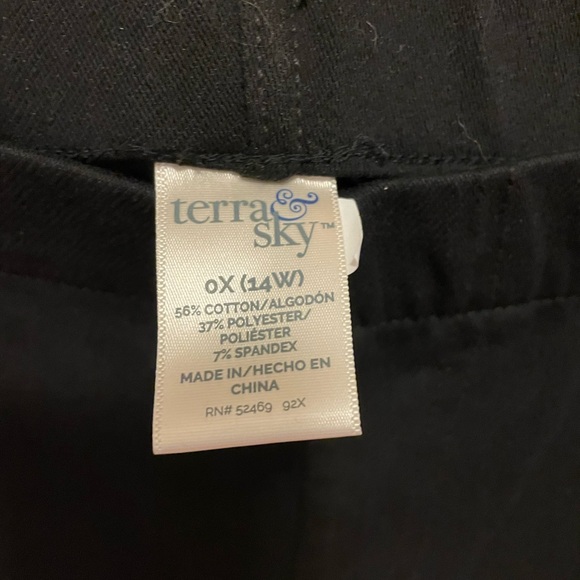 terra&
sky™
0X (14W)
56% COTTON/ALGODÓN
37% POLYESTER/
POLIÉSTER
7% SPANDEX
MADE IN/HECHO EN
CHINA
RN# 52469 92X